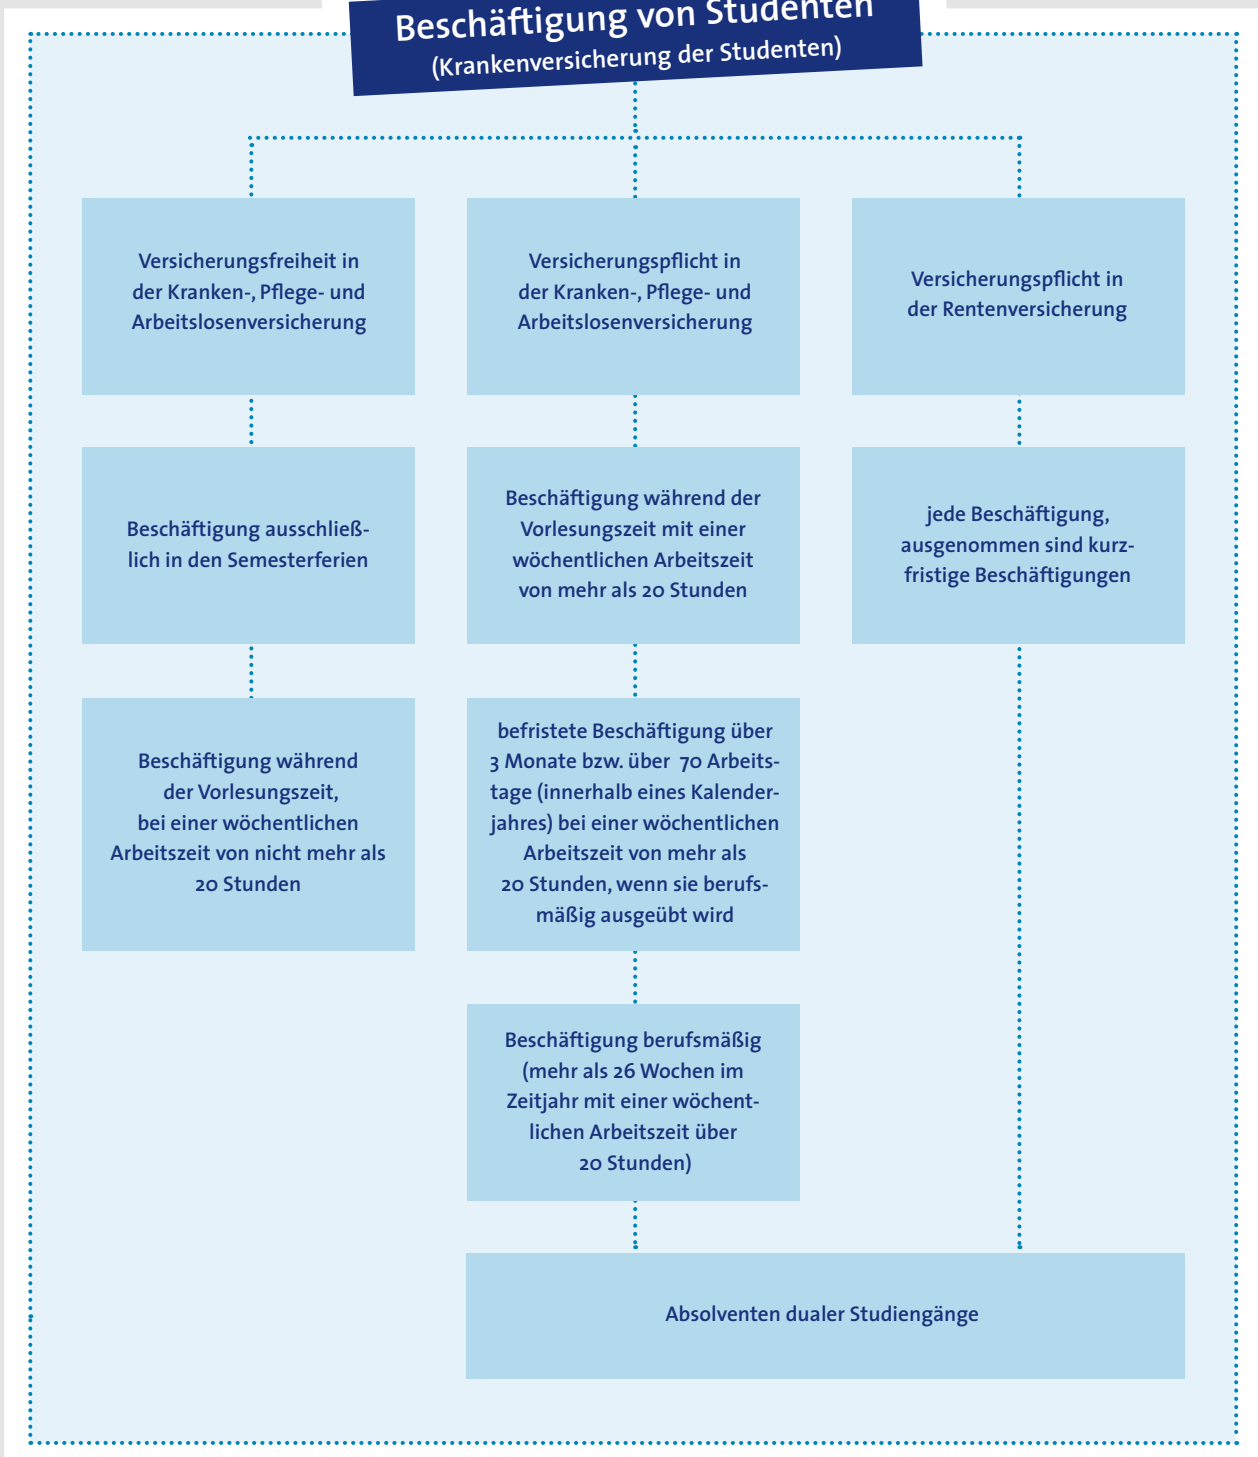 Beschäftigung von Studenten
(Krankenversicherung der Studenten)
Versicherungsfreiheit in
der Kranken-, Pflege- und
Arbeitslosenversicherung
Beschäftigung ausschließ-
lich in den Semesterferien
Beschäftigung während
der Vorlesungszeit,
bei einer wöchentlichen
Arbeitszeit von nicht mehr als
20 Stunden
Versicherungspflicht in
der Kranken-, Pflege- und
Arbeitslosenversicherung
Beschäftigung während der
Vorlesungszeit mit einer
wöchentlichen Arbeitszeit
von mehr als 20 Stunden
befristete Beschäftigung über
3 Monate bzw. über 70 Arbeits-
tage (innerhalb eines Kalender-
jahres) bei einer wöchentlichen
Arbeitszeit von mehr als
20 Stunden, wenn sie berufs-
mäßig ausgeübt wird
Beschäftigung berufsmäßig
(mehr als 26 Wochen im
Zeitjahr mit einer wöchent-
lichen Arbeitszeit über
20 Stunden)
Versicherungspflicht in
der Rentenversicherung
jede Beschäftigung,
ausgenommen sind kurz-
fristige Beschäftigungen
Absolventen dualer Studiengänge